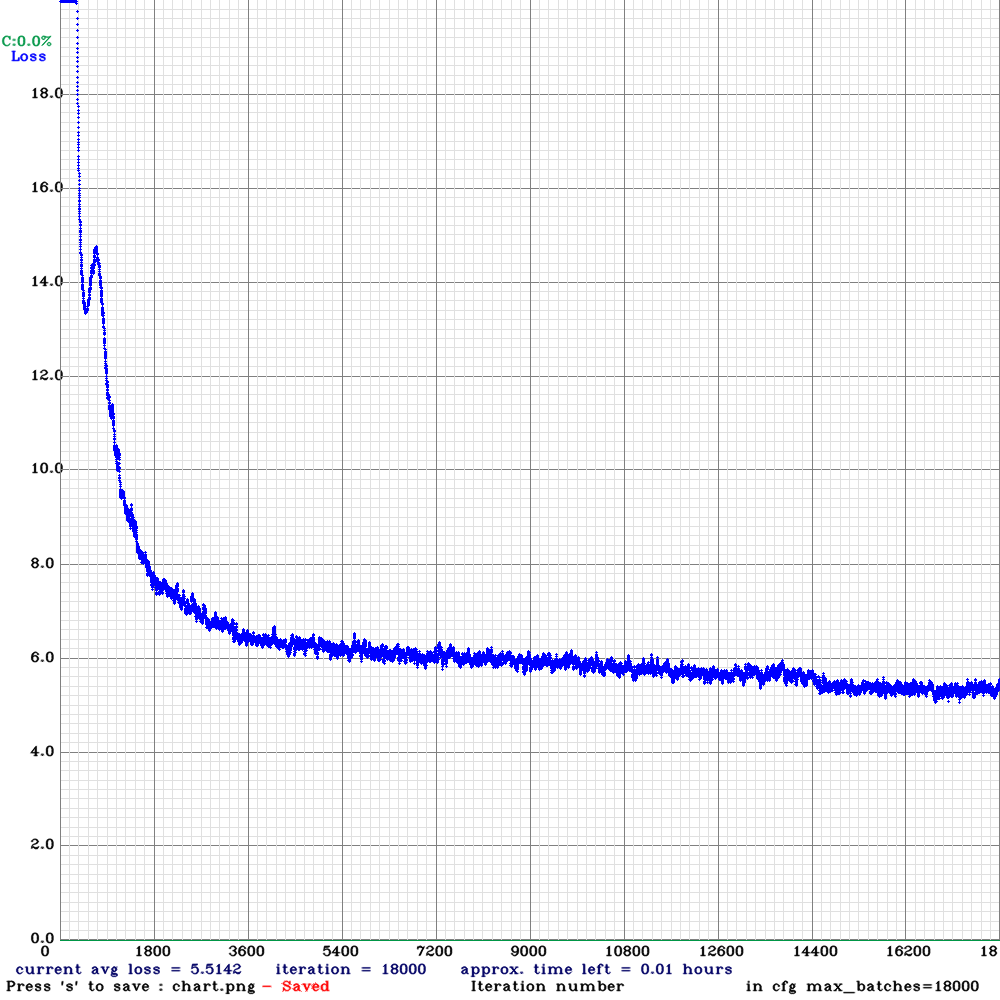 C:0.0%
Loss
18.0
16.0
14.0
12.0
10.0
8.0
6.0
4.0
2.0
0.0
0 1800 3600 5400 7200 9000 10800 12600 14400 16200 18
current avg loss = 5.5142 iteration = 18000 approx. time left = 0.01 hours
Press 's' to save : chart.png - Saved Iteration number in cfg max_batches=18000